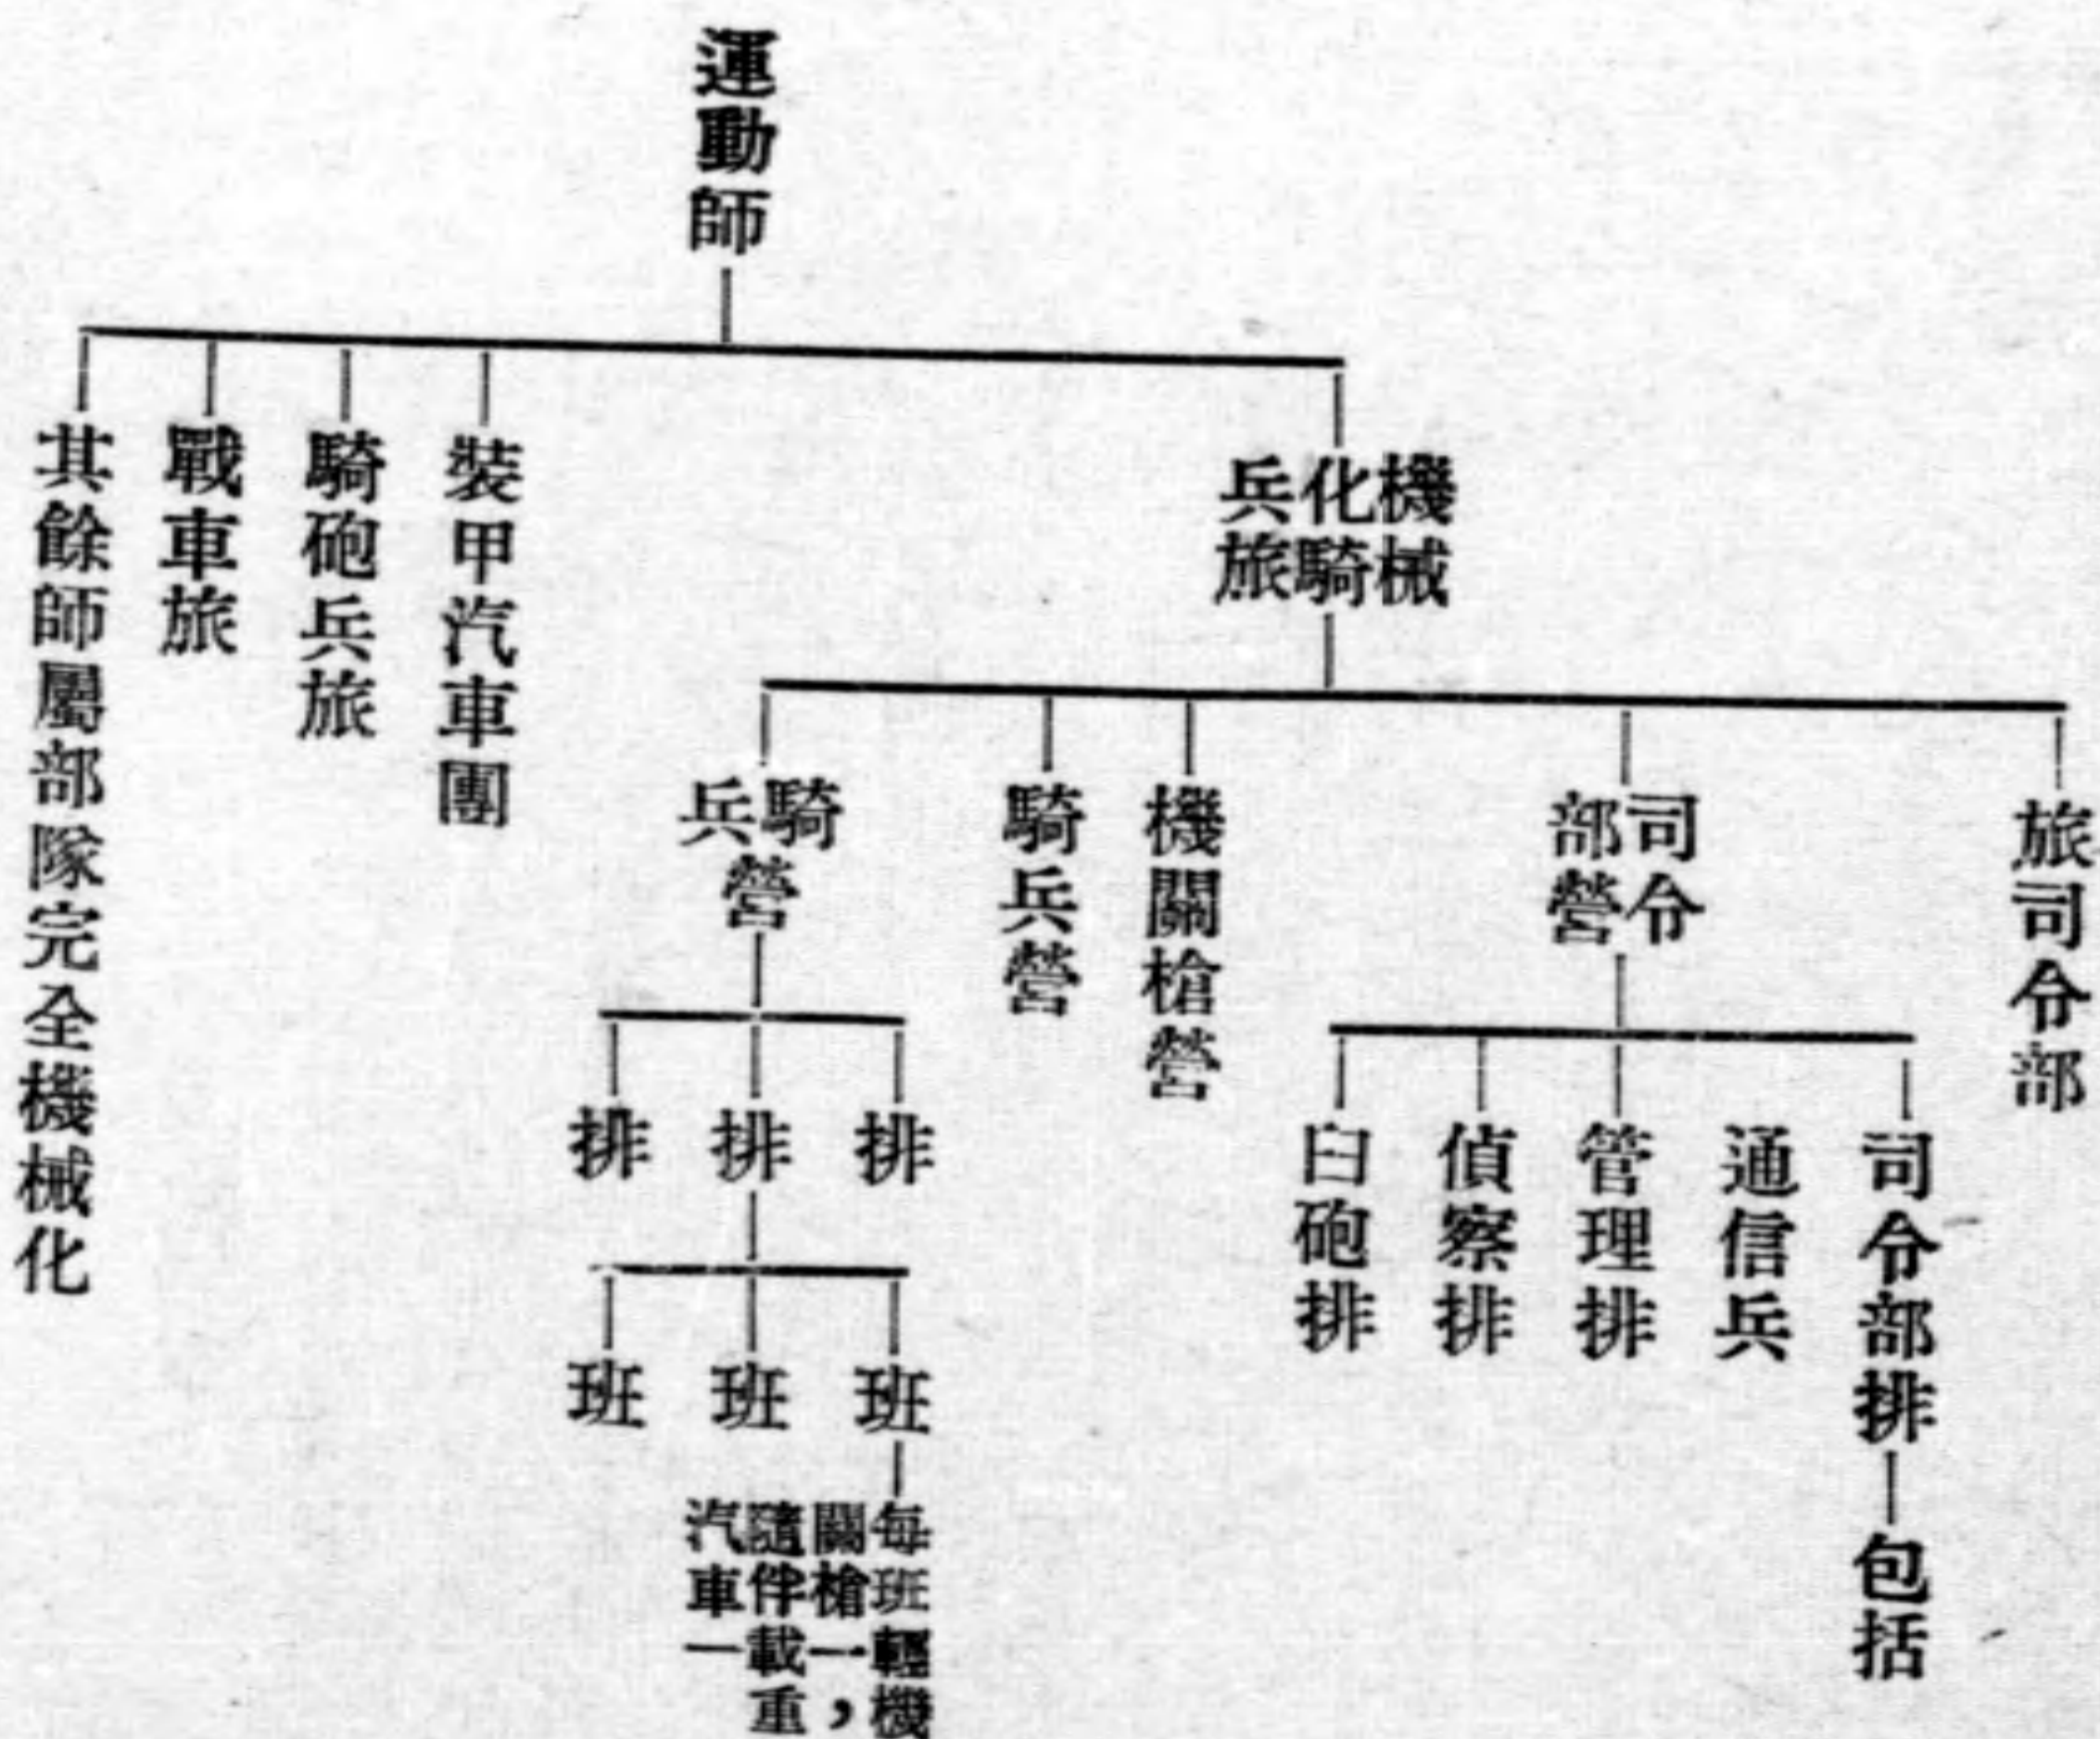 運動師
機械
化騎
兵旅
裝甲汽車團
騎砲兵旅
戰車旅
其餘師屬部隊完全機械化
旅司令部
司令
部營
機關槍營
騎兵營
騎
兵
營
司令部排—包括
通信兵
管理排
偵察排
臼砲排
排
排
排
班
班
班
每班輕機
關槍一，
隨伴載重
汽車一